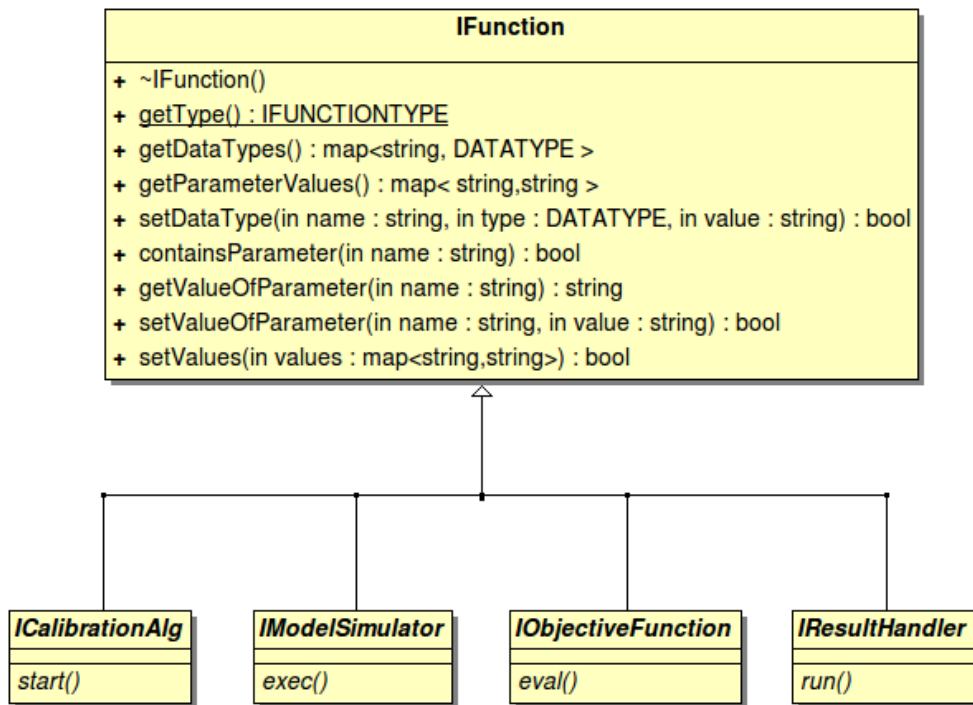 IFunction
+ ~IFunction()
+ getType() : IFUNCTIONTYPE
+ getDataTypes() : map<string, DATATYPE >
+ getParameterValues() : map< string,string >
+ setDataType(in name : string, in type : DATATYPE, in value : string) : bool
+ containsParameter(in name : string) : bool
+ getValueOfParameter(in name : string) : string
+ setValueOfParameter(in name : string, in value : string) : bool
+ setValues(in values : map<string,string>) : bool
ICalibrationAlg
start()
IModelSimulator
exec()
IObjectiveFunction
eval()
IResultHandler
run()